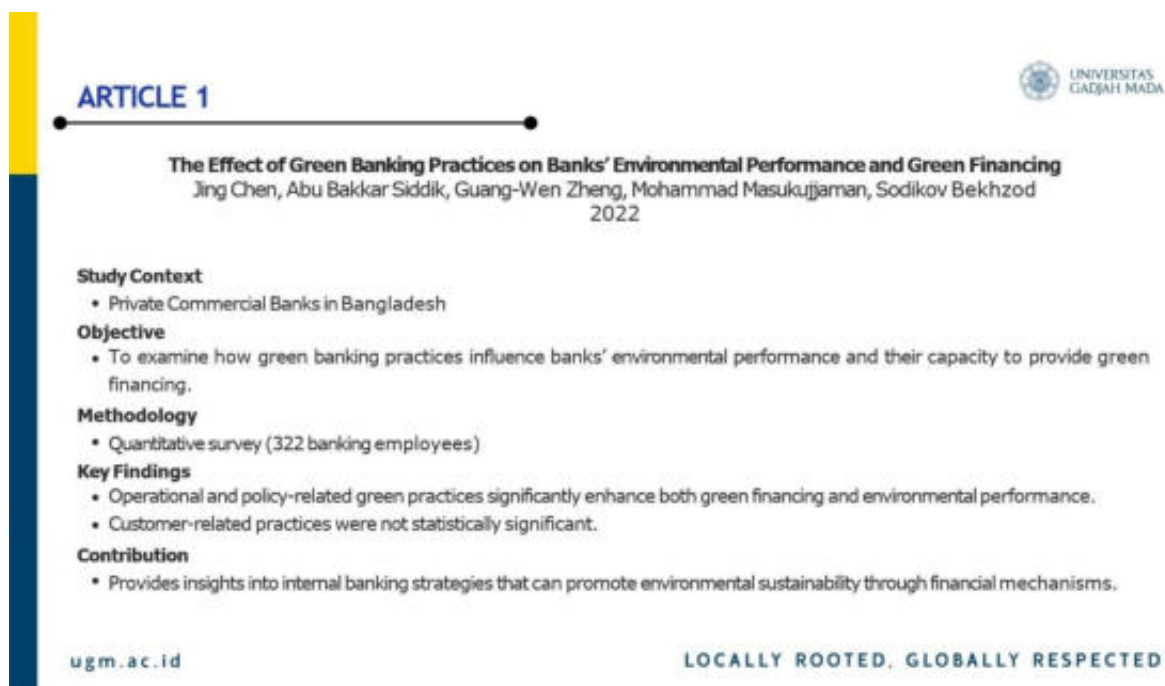 ARTICLE 1
UNIVERSITAS
GADJAH MADA
The Effect of Green Banking Practices on Banks' Environmental Performance and Green Financing
Jing Chen, Abu Bakkar Siddik, Guang-Wen Zheng, Mohammad Masukujjaman, Sodikov Bekhzod
2022
Study Context
• Private Commercial Banks in Bangladesh
Objective
• To examine how green banking practices influence banks' environmental performance and their capacity to provide green
financing.
Methodology
• Quantitative survey (322 banking employees)
Key Findings
• Operational and policy-related green practices significantly enhance both green financing and environmental performance.
• Customer-related practices were not statistically significant.
Contribution
• Provides insights into internal banking strategies that can promote environmental sustainability through financial mechanisms.
ugm.ac.id
LOCALLY ROOTED, GLOBALLY RESPECTED